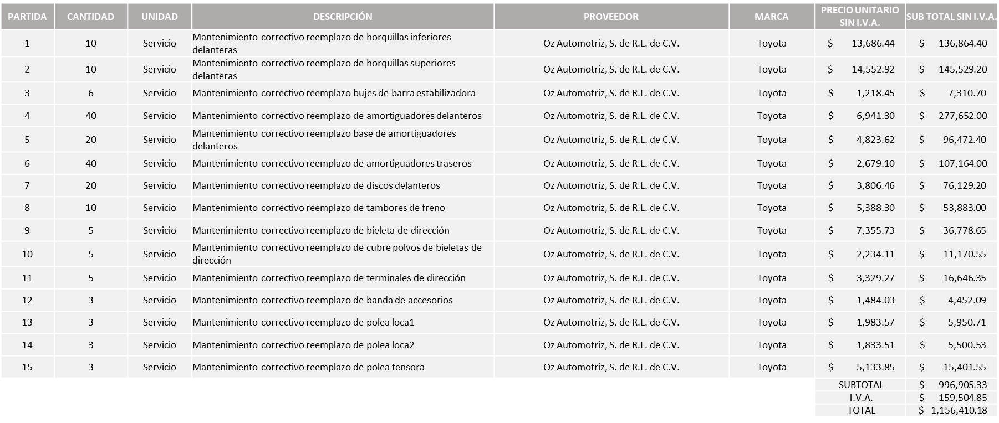 PARTIDA CANTIDAD UNIDAD DESCRIPCIÓN PROVEEDOR MARCA PRECIO UNITARIO SIN I.V.A. SUB TOTAL SIN I.V.A.
1 10 Servicio Mantenimiento correctivo reemplazo de horquillas inferiores delanteras Oz Automotriz, S. de R.L. de C.V. Toyota $ 13,686.44 $ 136,864.40
2 10 Servicio Mantenimiento correctivo reemplazo de horquillas superiores delanteras Oz Automotriz, S. de R.L. de C.V. Toyota $ 14,552.92 $ 145,529.20
3 6 Servicio Mantenimiento correctivo reemplazo bujes de barra estabilizadora Oz Automotriz, S. de R.L. de C.V. Toyota $ 1,218.45 $ 7,310.70
4 40 Servicio Mantenimiento correctivo reemplazo de amortiguadores delanteros Oz Automotriz, S. de R.L. de C.V. Toyota $ 6,941.30 $ 277,652.00
5 20 Servicio Mantenimiento correctivo reemplazo base de amortiguadores delanteros Oz Automotriz, S. de R.L. de C.V. Toyota $ 4,823.62 $ 96,472.40
6 40 Servicio Mantenimiento correctivo reemplazo de amortiguadores traseros Oz Automotriz, S. de R.L. de C.V. Toyota $ 2,679.10 $ 107,164.00
7 20 Servicio Mantenimiento correctivo reemplazo de discos delanteros Oz Automotriz, S. de R.L. de C.V. Toyota $ 3,806.46 $ 76,129.20
8 10 Servicio Mantenimiento correctivo reemplazo de tambores de freno Oz Automotriz, S. de R.L. de C.V. Toyota $ 5,388.30 $ 53,883.00
9 5 Servicio Mantenimiento correctivo reemplazo de bieleta de dirección Oz Automotriz, S. de R.L. de C.V. Toyota $ 7,355.73 $ 36,778.65
10 5 Servicio Mantenimiento correctivo reemplazo de cubre polvos de bieletas de dirección Oz Automotriz, S. de R.L. de C.V. Toyota $ 2,234.11 $ 11,170.55
11 5 Servicio Mantenimiento correctivo reemplazo de terminales de dirección Oz Automotriz, S. de R.L. de C.V. Toyota $ 3,329.27 $ 16,646.35
12 3 Servicio Mantenimiento correctivo reemplazo de banda de accesorios Oz Automotriz, S. de R.L. de C.V. Toyota $ 1,484.03 $ 4,452.09
13 3 Servicio Mantenimiento correctivo reemplazo de polea loca1 Oz Automotriz, S. de R.L. de C.V. Toyota $ 1,983.57 $ 5,950.71
14 3 Servicio Mantenimiento correctivo reemplazo de polea loca2 Oz Automotriz, S. de R.L. de C.V. Toyota $ 1,833.51 $ 5,500.53
15 3 Servicio Mantenimiento correctivo reemplazo de polea tensora Oz Automotriz, S. de R.L. de C.V. Toyota $ 5,133.85 $ 15,401.55
SUBTOTAL $ 996,905.33
I.V.A. $ 159,504.85
TOTAL $ 1,156,410.18